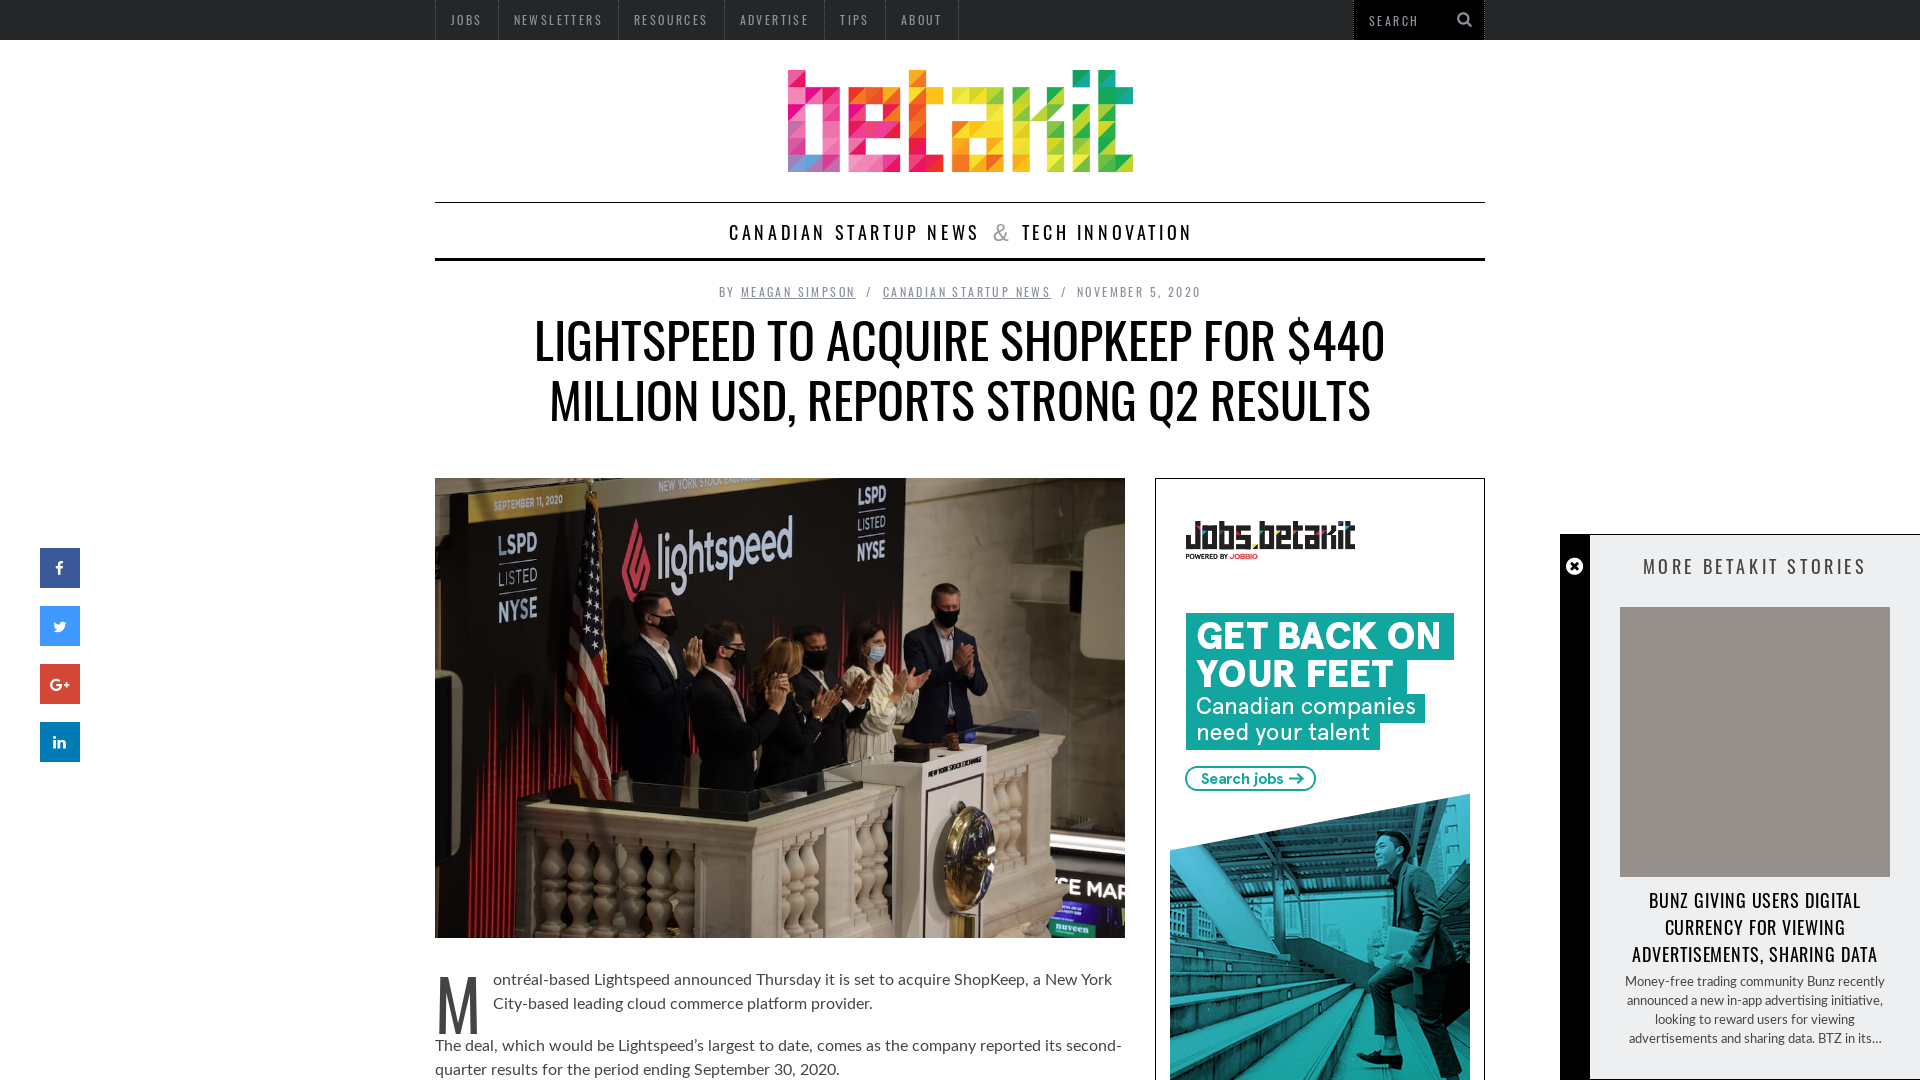 JOBS
NEWSLETTERS
RESOURCES
ADVERTISE
TIPS
ABOUT
SEARCH
betakit
CANADIAN STARTUP NEWS & TECH INNOVATION
BY MEAGAN SIMPSON / CANADIAN STARTUP NEWS / NOVEMBER 5, 2020
LIGHTSPEED TO ACQUIRE SHOPKEEP FOR $440
MILLION USD, REPORTS STRONG Q2 RESULTS
SEPTEMBER 11, 2020
NEW YORK STOCK EXCHANGE
LSPD
LISTED
NYSE
lightspeed
LSPD
LISTED
NYSE
NEW YORK STOCK EXCHANGE
nuveen
Montréal-based Lightspeed announced Thursday it is set to acquire ShopKeep, a New York
City-based leading cloud commerce platform provider.
The deal, which would be Lightspeed’s largest to date, comes as the company reported its second-
quarter results for the period ending September 30, 2020.
Jobs.betakit
POWERED BY JOBBIO
GET BACK ON
YOUR FEET
Canadian companies
need your talent
Search jobs →
MORE BETAKIT STORIES
BUNZ GIVING USERS DIGITAL
CURRENCY FOR VIEWING
ADVERTISEMENTS, SHARING DATA
Money-free trading community Bunz recently
announced a new in-app advertising initiative,
looking to reward users for viewing
advertisements and sharing data. BTZ in its...